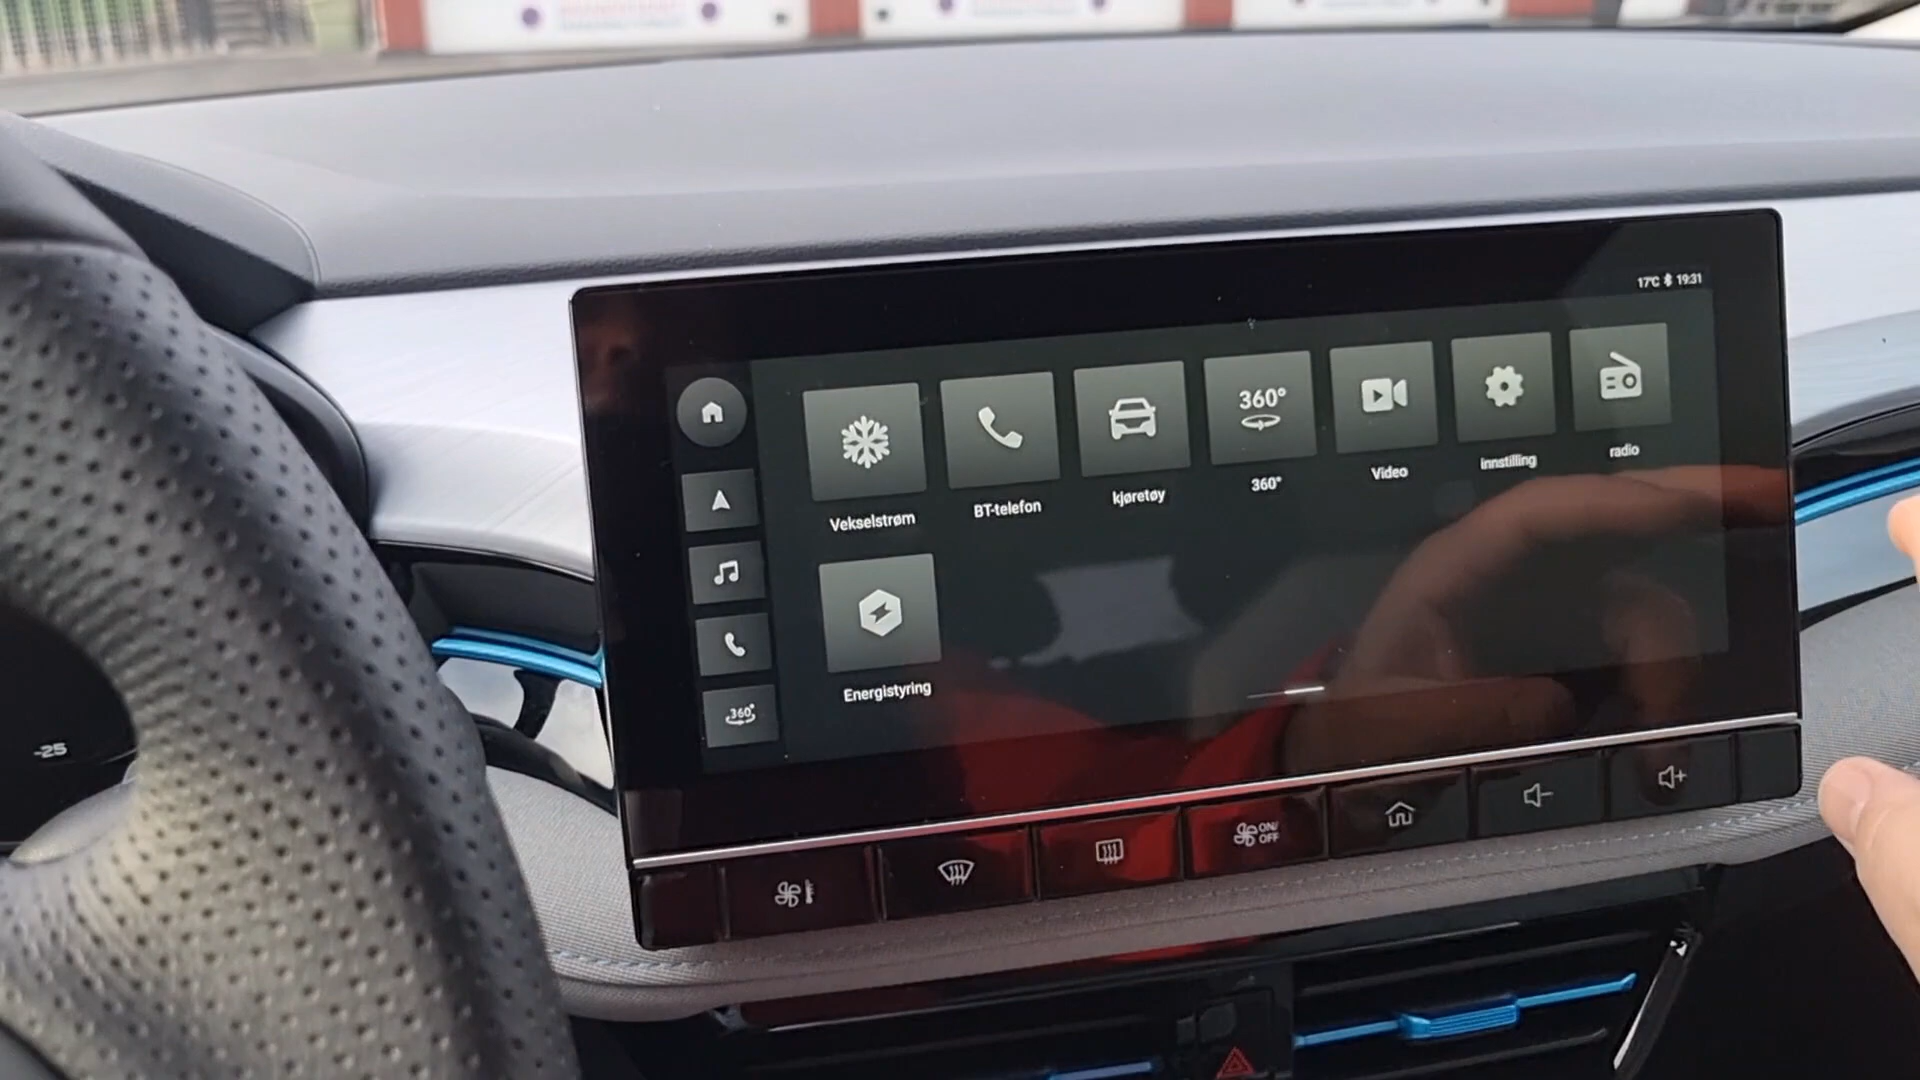 17°C 19:31
Vekselstrøm
BT-telefon
kjøretøy
360°
360°
Video
innstilling
radio
Energistyring
360°
-25
ON/
OFF